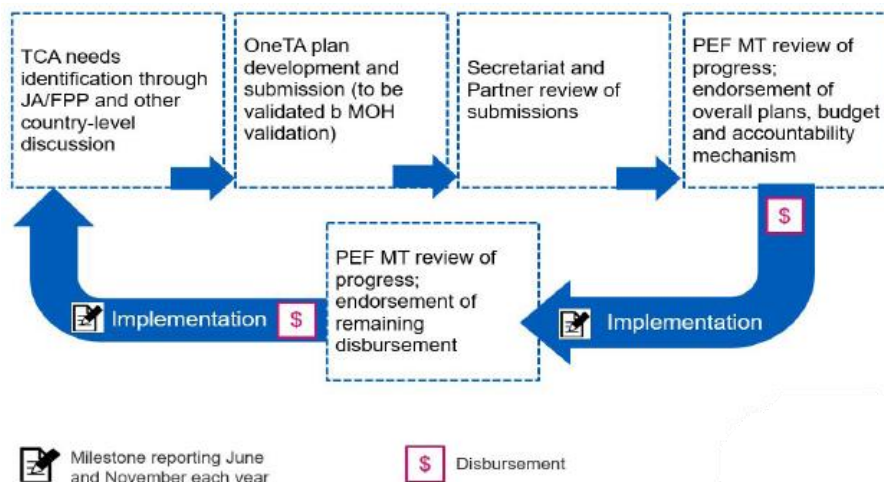 TCA needs
identification through
JA/FPP and other
country-level
discussion
OneTA plan
development and
submission (to be
validated b MOH
validation)
Secretariat and
Partner review of
submissions
PEF MT review of
progress;
endorsement of
overall plans, budget
and accountability
mechanism
$
Implementation
PEF MT review of
progress;
endorsement of
remaining
disbursement
Implementation
$
Milestone reporting June
and November each year
$
Disbursement